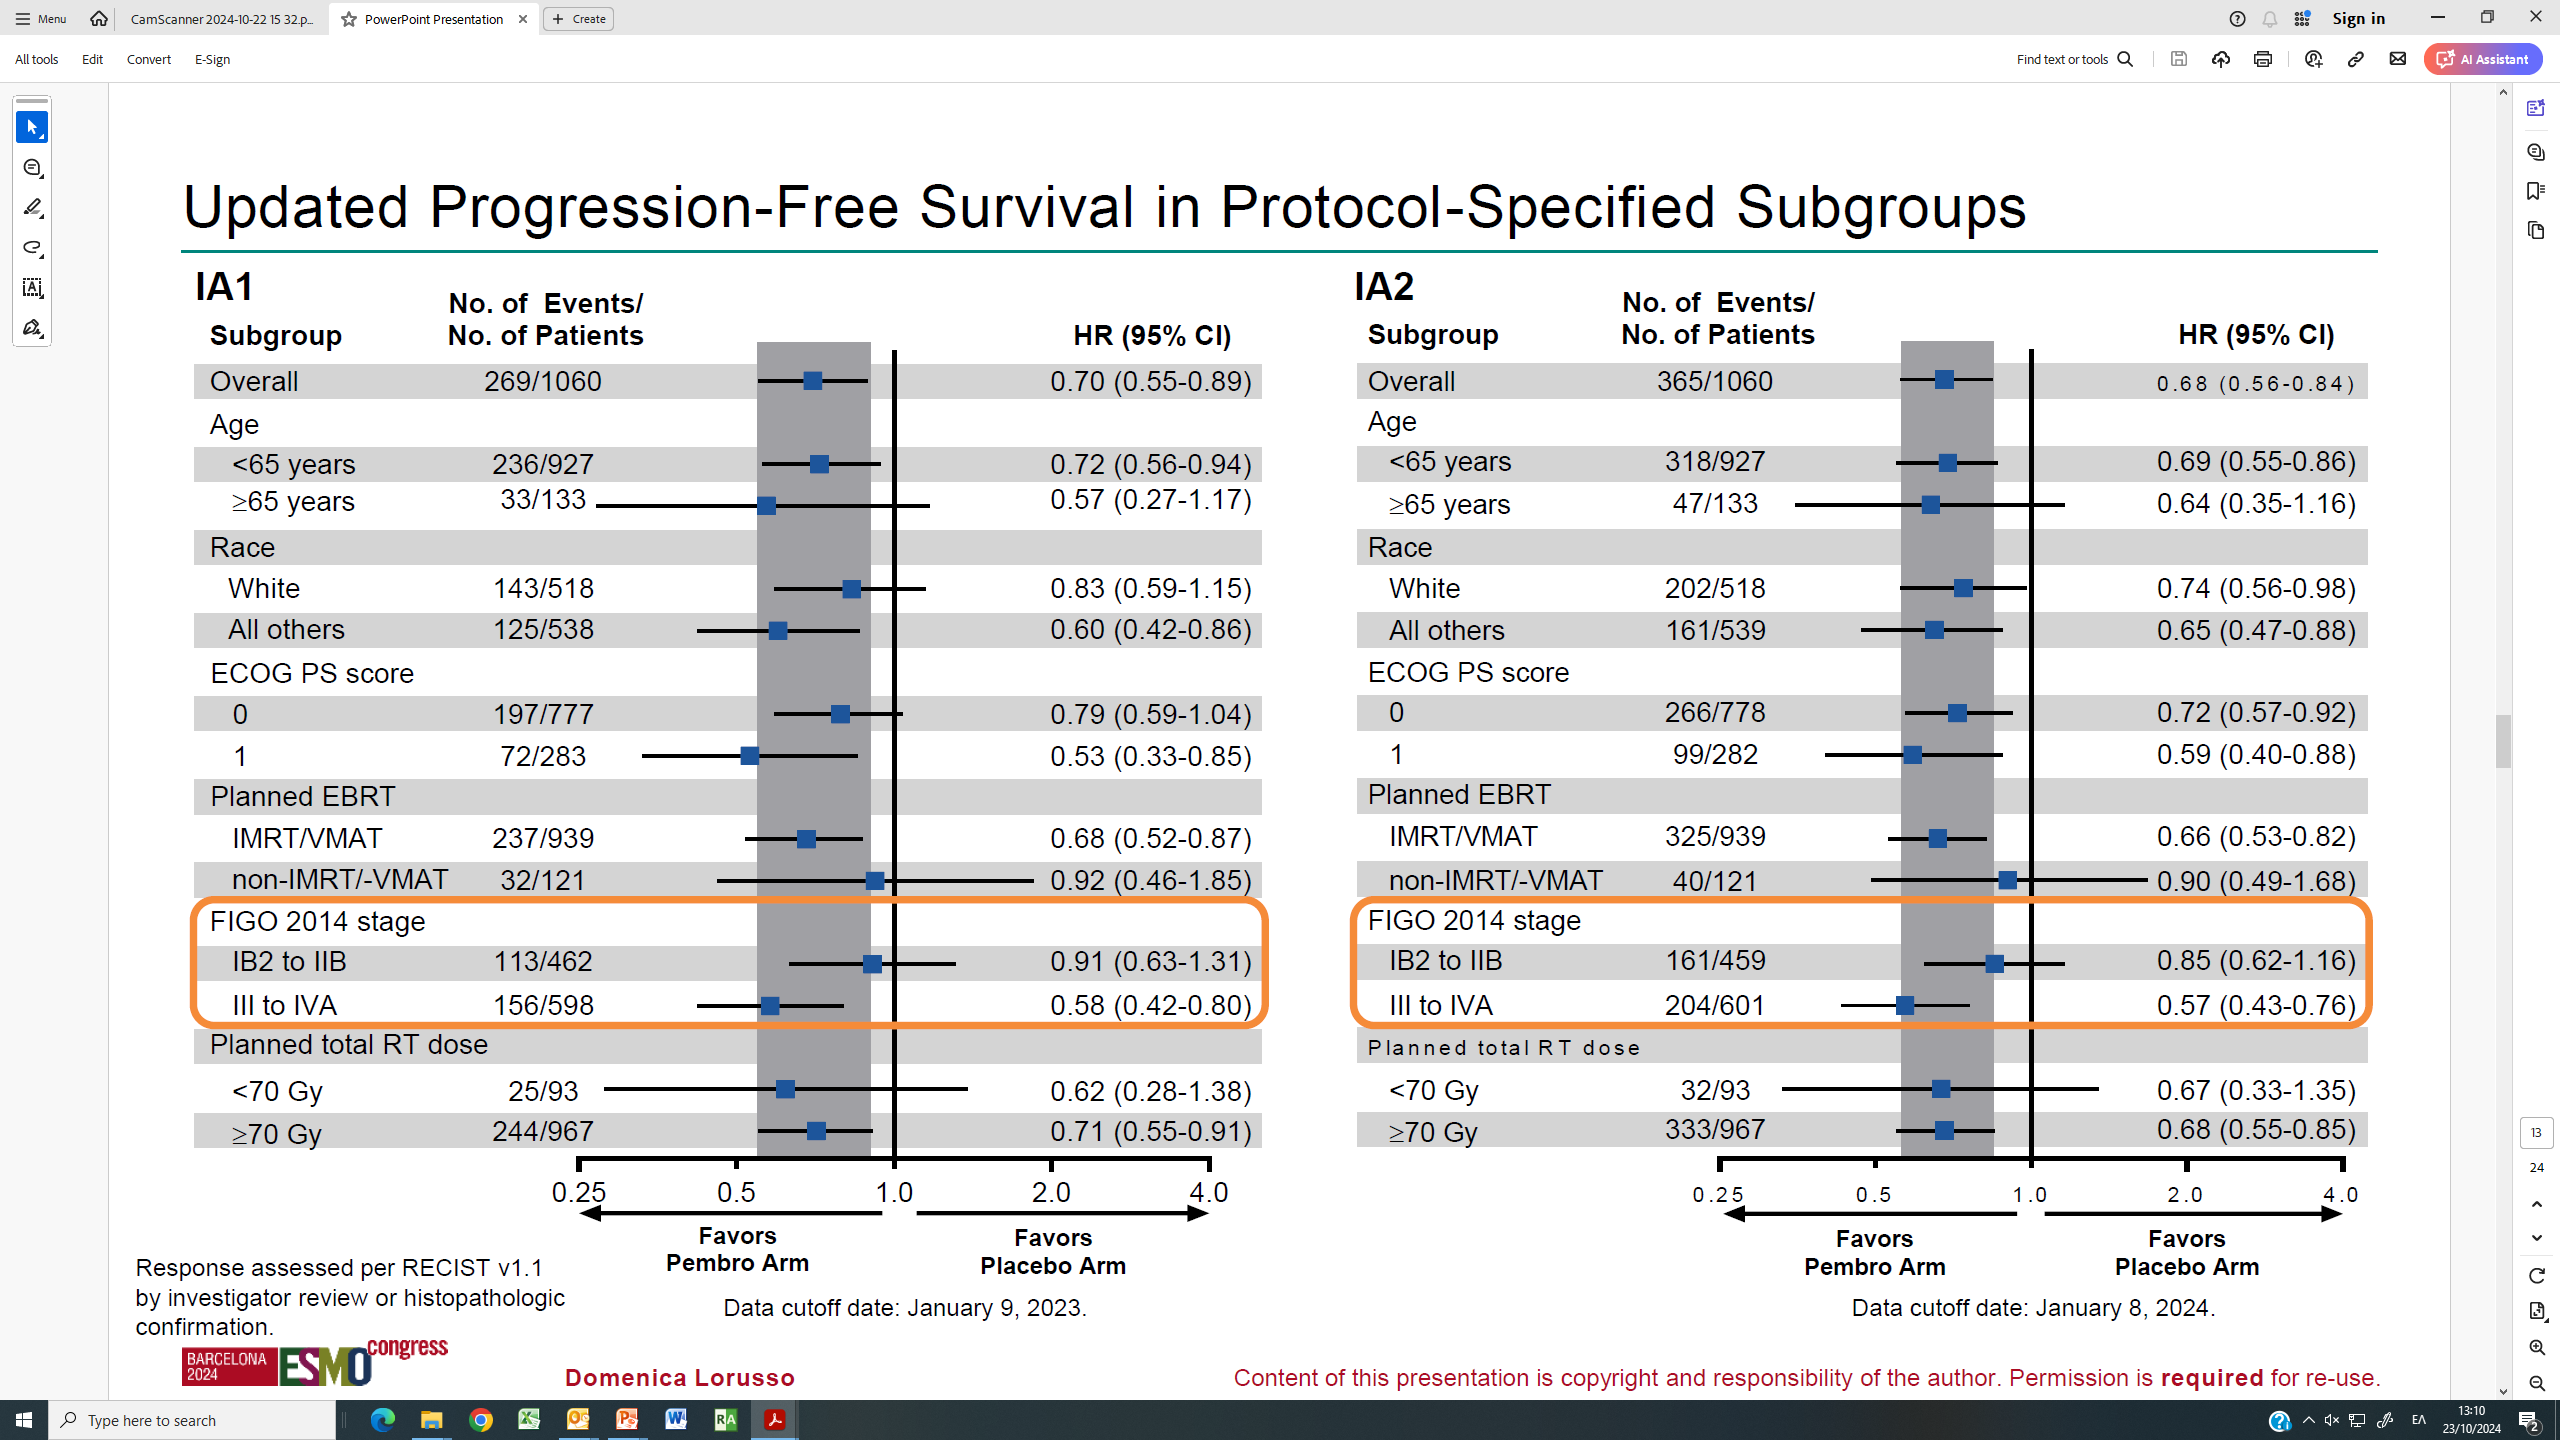 Menu
CamScanner 2024-10-22 15 32.p...
PowerPoint Presentation
Create
Sign in
All tools
Edit
Convert
E-Sign
Find text or tools
AI Assistant
Updated Progression-Free Survival in Protocol-Specified Subgroups
IA1
No. of Events/
Subgroup No. of Patients HR (95% CI)
Overall 269/1060 0.70 (0.55-0.89)
Age
<65 years 236/927 0.72 (0.56-0.94)
≥65 years 33/133 0.57 (0.27-1.17)
Race
White 143/518 0.83 (0.59-1.15)
All others 125/538 0.60 (0.42-0.86)
ECOG PS score
0 197/777 0.79 (0.59-1.04)
1 72/283 0.53 (0.33-0.85)
Planned EBRT
IMRT/VMAT 237/939 0.68 (0.52-0.87)
non-IMRT/-VMAT 32/121 0.92 (0.46-1.85)
FIGO 2014 stage
IB2 to IIB 113/462 0.91 (0.63-1.31)
III to IVA 156/598 0.58 (0.42-0.80)
Planned total RT dose
<70 Gy 25/93 0.62 (0.28-1.38)
≥70 Gy 244/967 0.71 (0.55-0.91)
0.25 0.5 1.0 2.0 4.0
Favors
Pembro Arm
Favors
Placebo Arm
Data cutoff date: January 9, 2023.
IA2
No. of Events/
Subgroup No. of Patients HR (95% CI)
Overall 365/1060 0.68 (0.56-0.84)
Age
<65 years 318/927 0.69 (0.55-0.86)
≥65 years 47/133 0.64 (0.35-1.16)
Race
White 202/518 0.74 (0.56-0.98)
All others 161/539 0.65 (0.47-0.88)
ECOG PS score
0 266/778 0.72 (0.57-0.92)
1 99/282 0.59 (0.40-0.88)
Planned EBRT
IMRT/VMAT 325/939 0.66 (0.53-0.82)
non-IMRT/-VMAT 40/121 0.90 (0.49-1.68)
FIGO 2014 stage
IB2 to IIB 161/459 0.85 (0.62-1.16)
III to IVA 204/601 0.57 (0.43-0.76)
Planned total RT dose
<70 Gy 32/93 0.67 (0.33-1.35)
≥70 Gy 333/967 0.68 (0.55-0.85)
0.25 0.5 1.0 2.0 4.0
Favors
Pembro Arm
Favors
Placebo Arm
Data cutoff date: January 8, 2024.
Response assessed per RECIST v1.1
by investigator review or histopathologic
confirmation.
BARCELONA
2024
ESMO congress
Domenica Lorusso
Content of this presentation is copyright and responsibility of the author. Permission is required for re-use.
13
24
Type here to search
RA
ΕΛ
13:10
23/10/2024
2